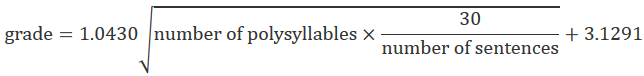 grade = 1.0430 √(number of polysyllables × 30 / number of sentences) + 3.1291